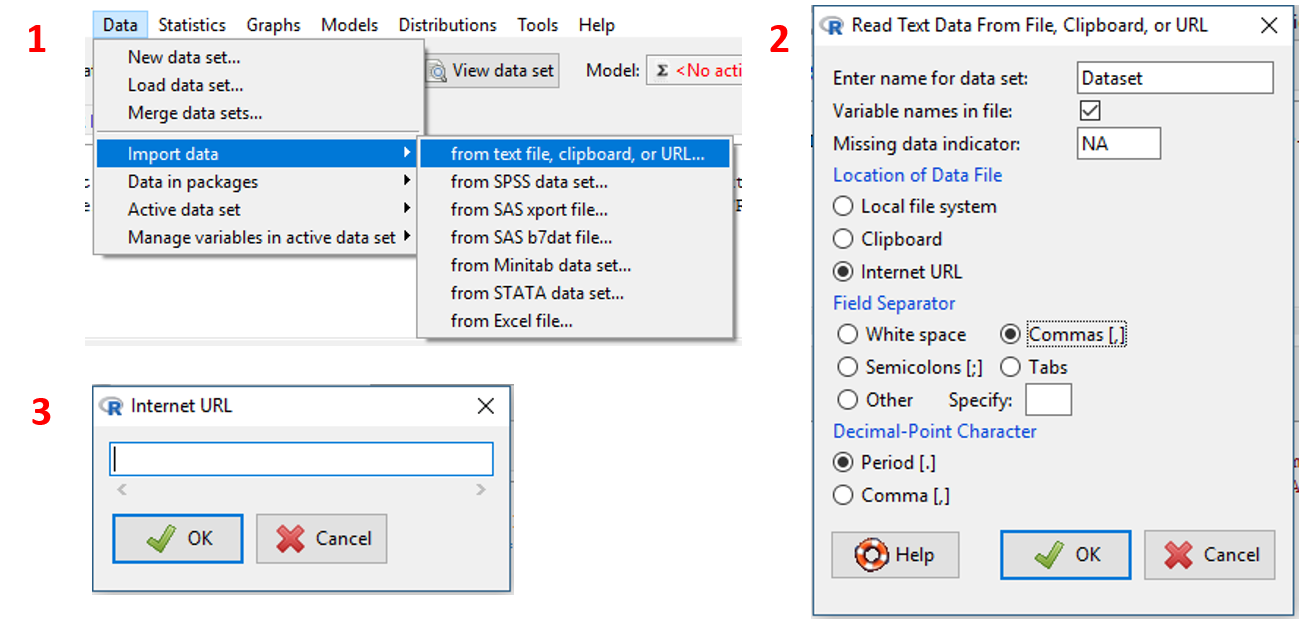 1
Data Statistics Graphs Models Distributions Tools Help
New data set...
Load data set...
Merge data sets...
View data set Model: Σ <No acti
Import data
Data in packages
Active data set
Manage variables in active data set
from text file, clipboard, or URL...
from SPSS data set...
from SAS xport file...
from SAS b7dat file...
from Minitab data set...
from STATA data set...
from Excel file...
2
R Read Text Data From File, Clipboard, or URL
Enter name for data set: Dataset
Variable names in file:
Missing data indicator: NA
Location of Data File
Local file system
Clipboard
Internet URL
Field Separator
White space Commas [,]
Semicolons [;] Tabs
Other Specify:
Decimal-Point Character
Period [.]
Comma [,]
Help OK Cancel
3
R Internet URL
OK Cancel